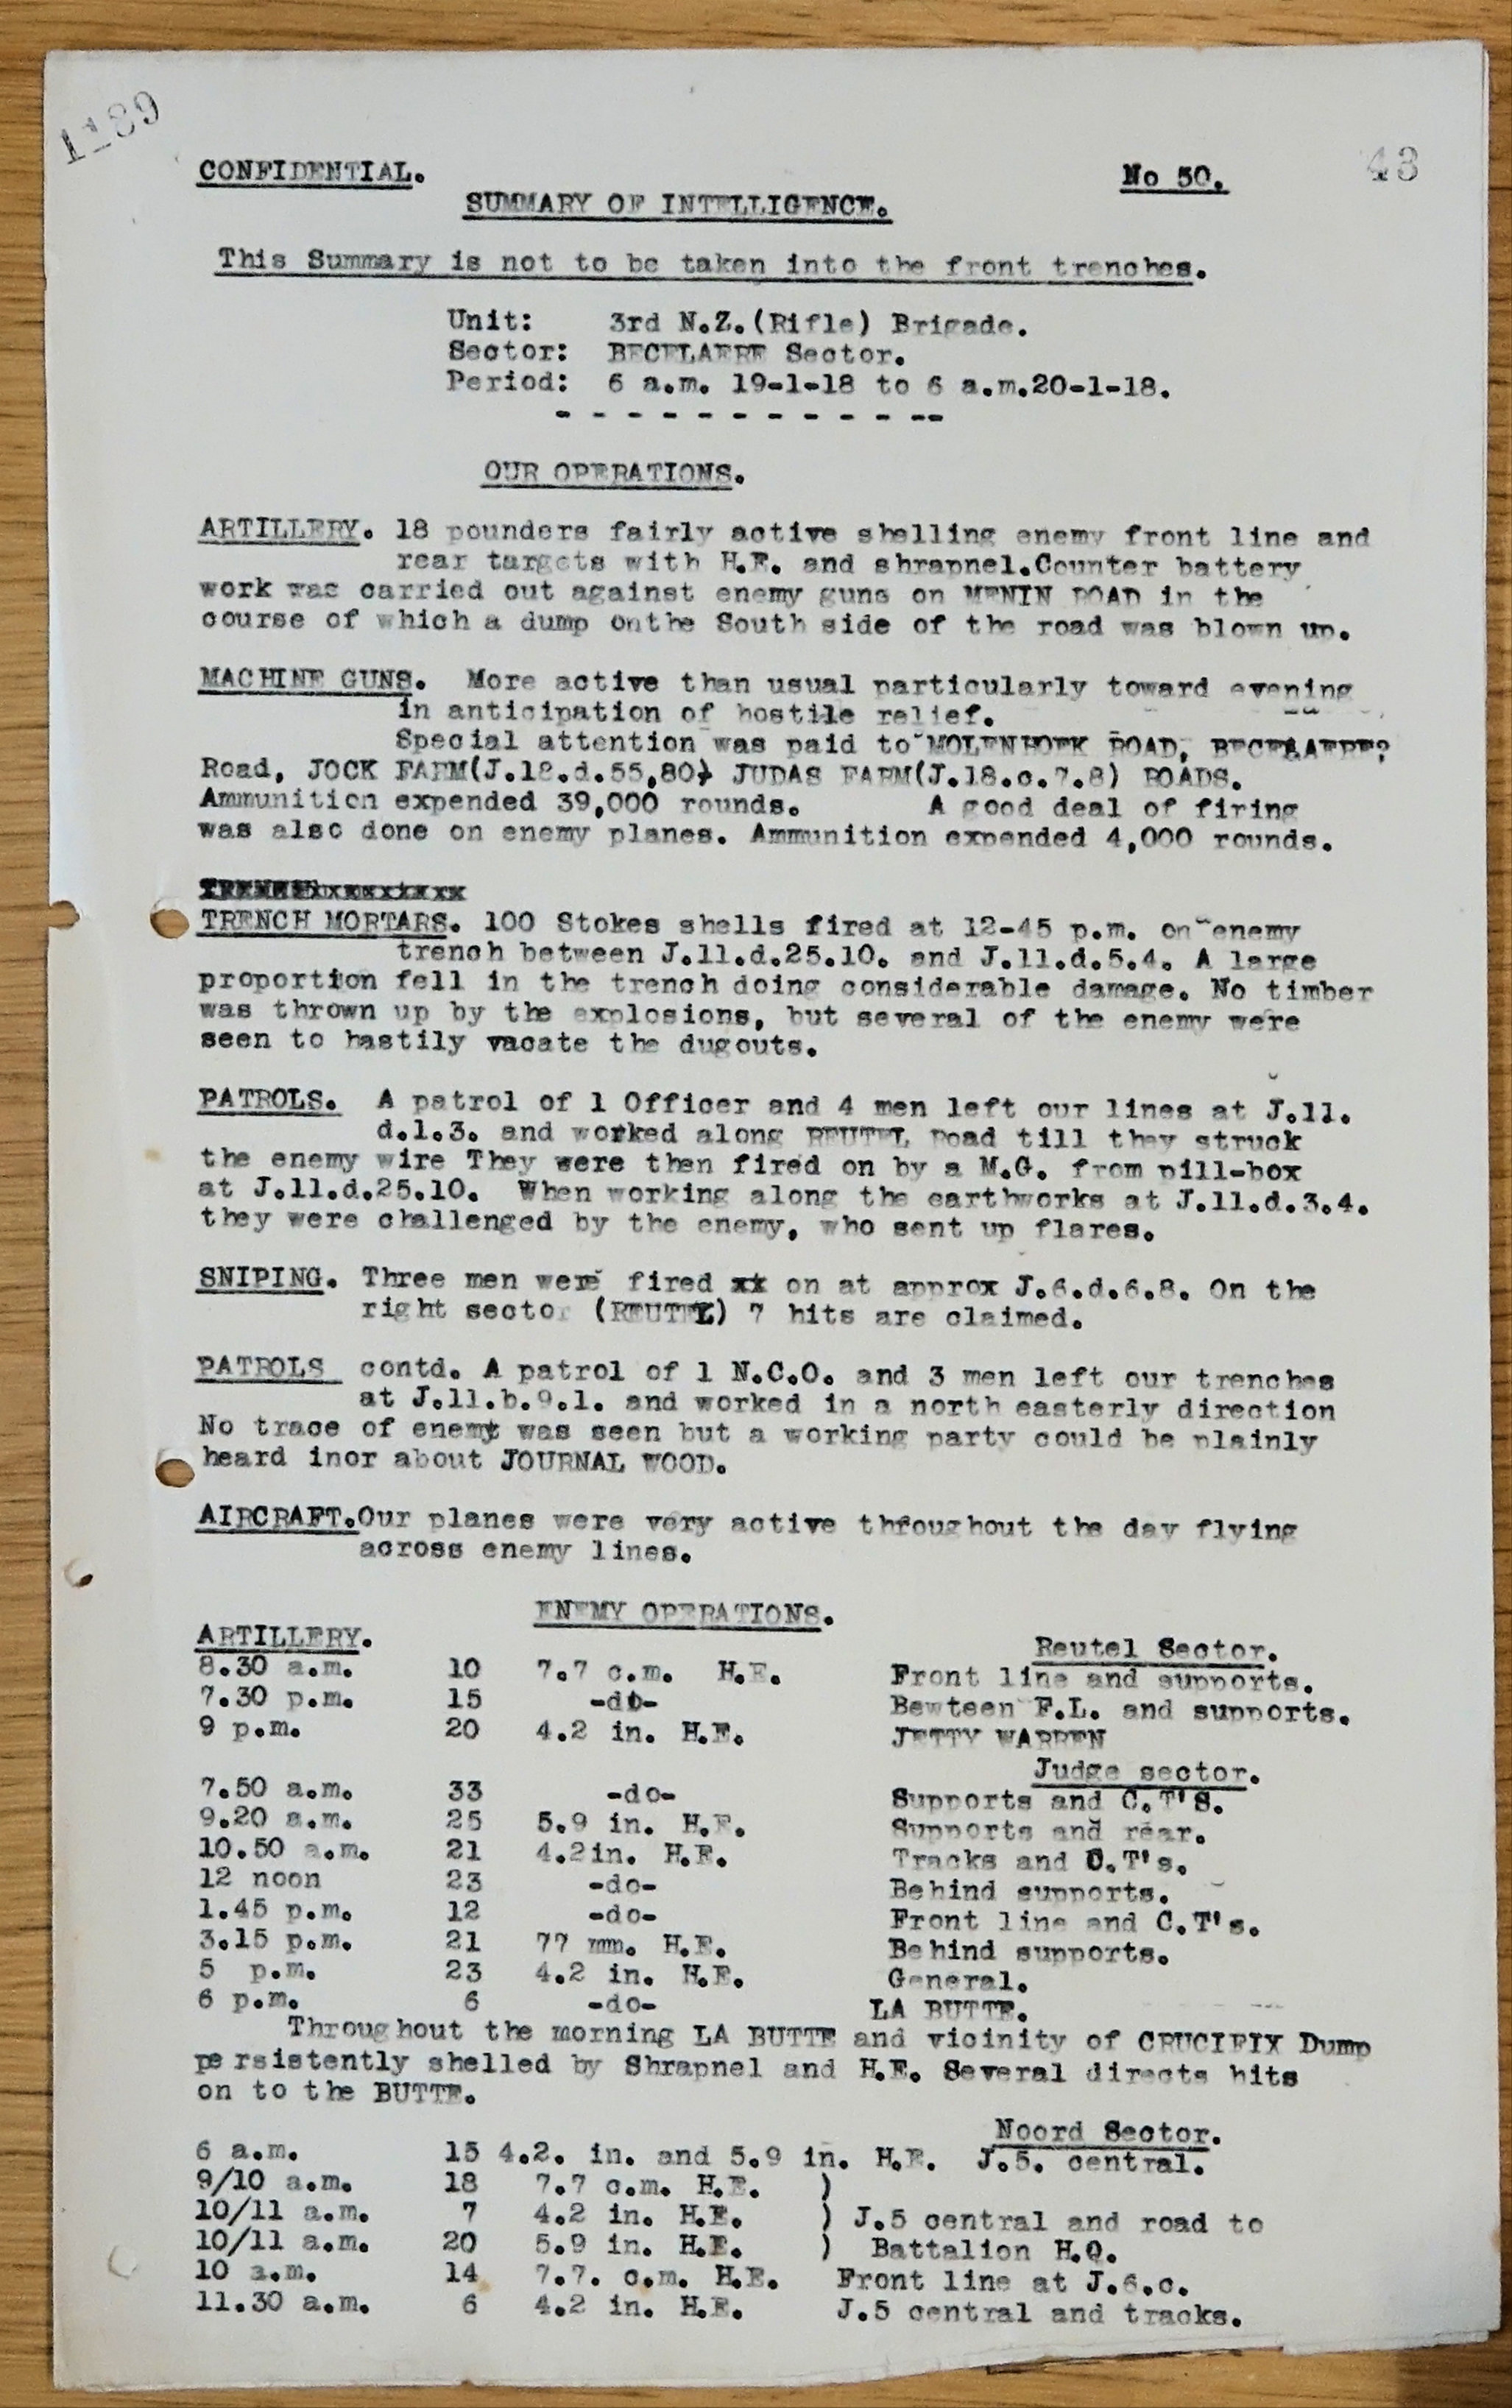 1189
CONFIDENTIAL. No 50. 43
SUMMARY OF INTELLIGENCE.
This Summary is not to be taken into the front trenches.
Unit: 3rd N.Z.(Rifle) Brigade.
Sector: BECELAERE Sector.
Period: 6 a.m. 19-1-18 to 6 a.m.20-1-18.
- - - - - - - - - - --
OUR OPERATIONS.
ARTILLERY. 18 pounders fairly active shelling enemy front line and
rear targets with H.E. and shrapnel.Counter battery
work was carried out against enemy guns on MENIN ROAD in the
course of which a dump onthe South side of the road was blown up.
MACHINE GUNS. More active than usual particularly toward evening
in anticipation of hostile relief.
Special attention was paid to MOLENHOEK ROAD, BECELAERE?
Road, JOCK FARM(J.18.d.55,80) JUDAS FARM(J.18.c.7.8) ROADS.
Ammunition expended 39,000 rounds. A good deal of firing
was also done on enemy planes. Ammunition expended 4,000 rounds.
TRENCH MORTARS. 100 Stokes shells fired at 12-45 p.m. on enemy
trench between J.11.d.25.10. and J.11.d.5.4. A large
proportion fell in the trench doing considerable damage. No timber
was thrown up by the explosions, but several of the enemy were
seen to hastily vacate the dugouts.
PATROLS. A patrol of 1 Officer and 4 men left our lines at J.11.
d.1.3. and worked along REUTEL Road till they struck
the enemy wire They were then fired on by a M.G. from pill-box
at J.11.d.25.10. When working along the earthworks at J.11.d.3.4.
they were challenged by the enemy, who sent up flares.
SNIPING. Three men were fired xx on at approx J.6.d.6.8. On the
right sector (REUTEL) 7 hits are claimed.
PATROLS contd. A patrol of 1 N.C.O. and 3 men left our trenches
at J.11.b.9.1. and worked in a north easterly direction
No trace of enemy was seen but a working party could be plainly
heard inor about JOURNAL WOOD.
AIRCRAFT.Our planes were very active throughout the day flying
across enemy lines.
ENEMY OPERATIONS.
ARTILLERY. Reutel Sector.
8.30 a.m. 10 7.7 c.m. H.E. Front line and supports.
7.30 p.m. 15 -do- Bewteen F.L. and supports.
9 p.m. 20 4.2 in. H.E. JETTY WARREN
Judge sector.
7.50 a.m. 33 -do- Supports and C.T'S.
9.20 a.m. 25 5.9 in. H.E. Supports and rear.
10.50 a.m. 21 4.2in. H.E. Tracks and C.T's.
12 noon 23 -do- Behind supports.
1.45 p.m. 12 -do- Front line and C.T's.
3.15 p.m. 21 77 mm. H.E. Behind supports.
5 p.m. 23 4.2 in. H.E. General.
6 p.m. 6 -do- LA BUTTE.
Throughout the morning LA BUTTE and vicinity of CRUCIFIX Dump
persistently shelled by Shrapnel and H.E. Several directs hits
on to the BUTTE.
Noord Sector.
6 a.m. 15 4.2. in. and 5.9 in. H.E. J.5. central.
9/10 a.m. 18 7.7 c.m. H.E. )
10/11 a.m. 7 4.2 in. H.E. ) J.5 central and road to
10/11 a.m. 20 5.9 in. H.E. ) Battalion H.Q.
10 a.m. 14 7.7. c.m. H.E. Front line at J.6.c.
11.30 a.m. 6 4.2 in. H.E. J.5 central and tracks.